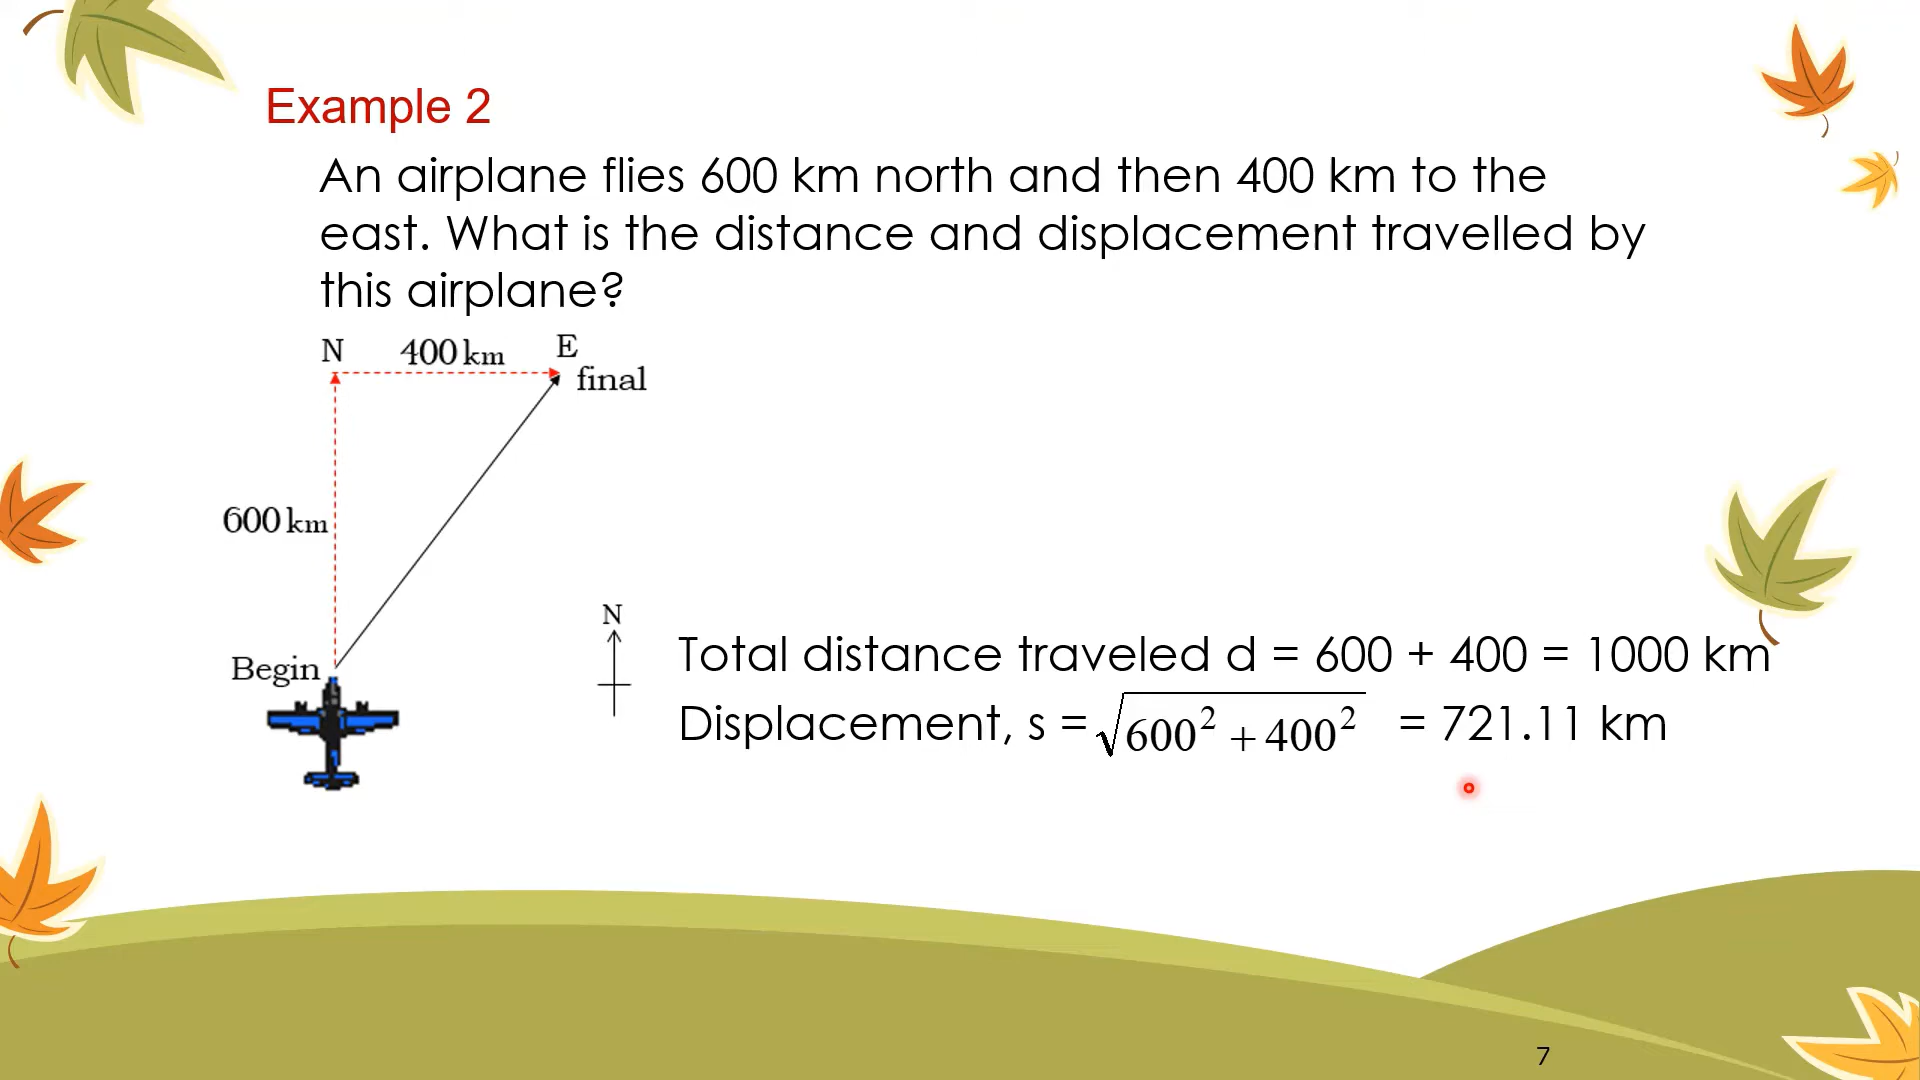 Example 2
An airplane flies 600 km north and then 400 km to the
east. What is the distance and displacement travelled by
this airplane?
N 400 km E
final
600 km
Begin
N
Total distance traveled d = 600 + 400 = 1000 km
Displacement, s = √600² + 400² = 721.11 km
7